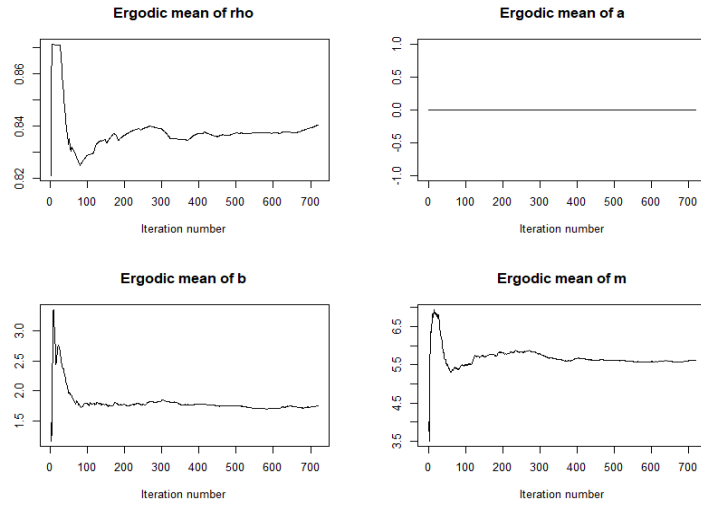 Ergodic mean of rho
0.86
0.84
0.82
0 100 200 300 400 500 600 700
Iteration number
Ergodic mean of a
1.0
0.5
0.0
-0.5
-1.0
0 100 200 300 400 500 600 700
Iteration number
Ergodic mean of b
3.0
2.5
2.0
1.5
0 100 200 300 400 500 600 700
Iteration number
Ergodic mean of m
6.5
5.5
4.5
3.5
0 100 200 300 400 500 600 700
Iteration number